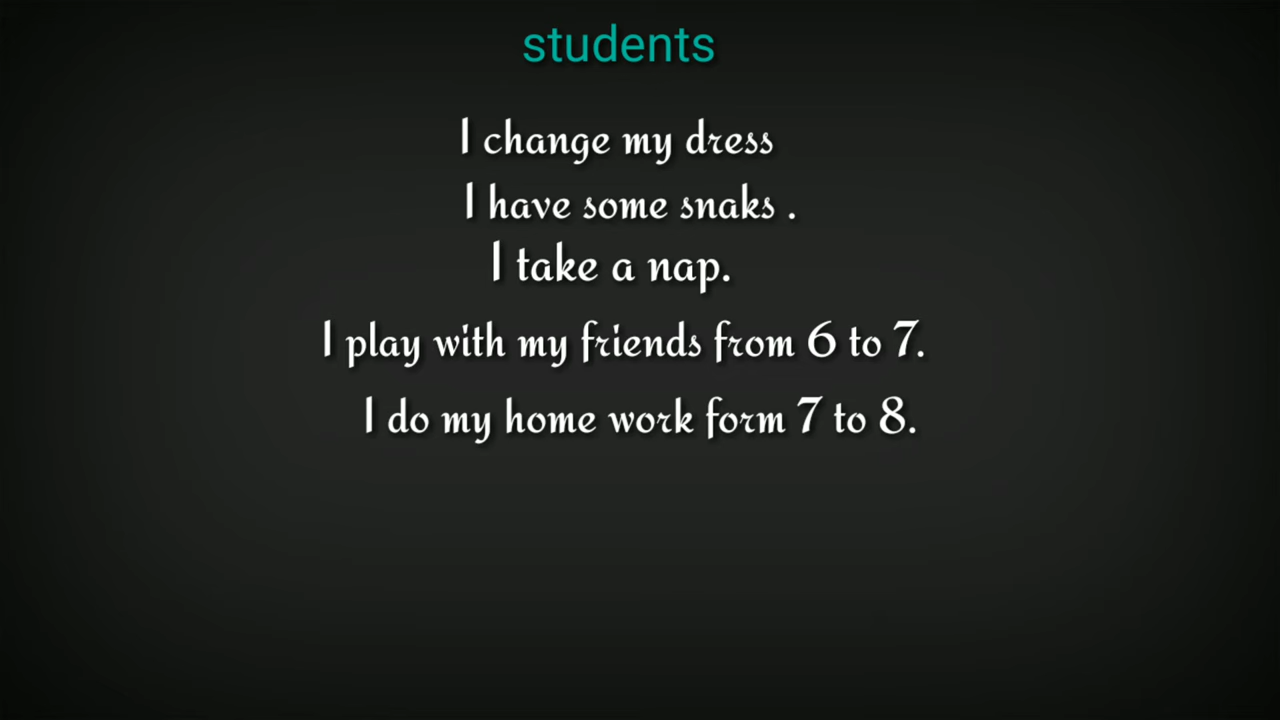 students
I change my dress
I have some snaks .
I take a nap.
I play with my friends from 6 to 7.
I do my home work form 7 to 8.